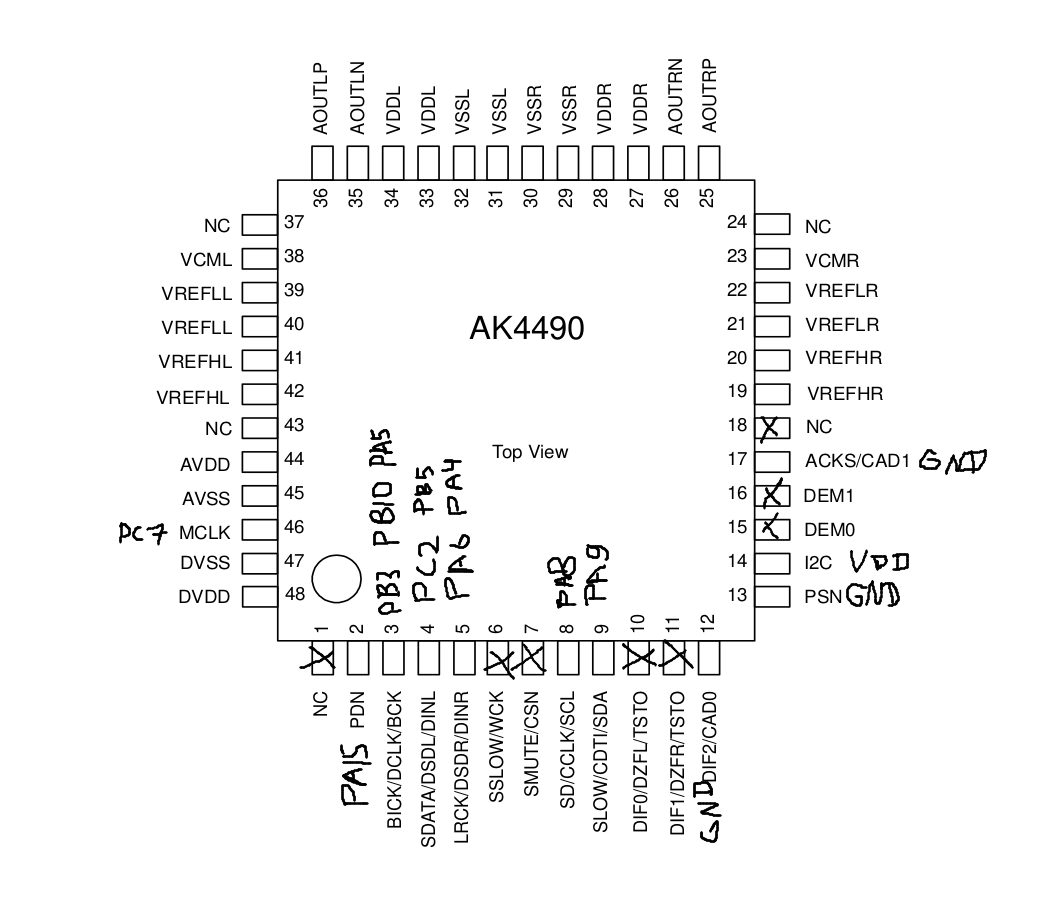 AOUTLP
AOUTLN
VDDL
VDDL
VSSL
VSSL
VSSR
VSSR
VDDR
VDDR
AOUTRN
AOUTRP
36 35 34 33 32 31 30 29 28 27 26 25
NC 37
VCML 38
VREFLL 39
VREFLL 40
VREFHL 41
VREFHL 42
NC 43
AVDD 44
AVSS 45
PC7 MCLK 46
DVSS 47
DVDD 48
AK4490
Top View
PB3 PB10 PA5
PC2 PB5
PA6 PA4
PA8
PA9
24 NC
23 VCMR
22 VREFLR
21 VREFLR
20 VREFHR
19 VREFHR
18 X NC
17 ACKS/CAD1 GND
16 X DEM1
15 X DEM0
14 I2C VDD
13 PSN GND
1 2 3 4 5 6 7 8 9 10 11 12
X X X X X
NC
PA15 PDN
BICK/DCLK/BCK
SDATA/DSDL/DINL
LRCK/DSDR/DINR
SSLOW/WCK
SMUTE/CSN
SD/CCLK/SCL
SLOW/CDTI/SDA
DIF0/DZFL/TSTO
DIF1/DZFR/TSTO
GND DIF2/CAD0